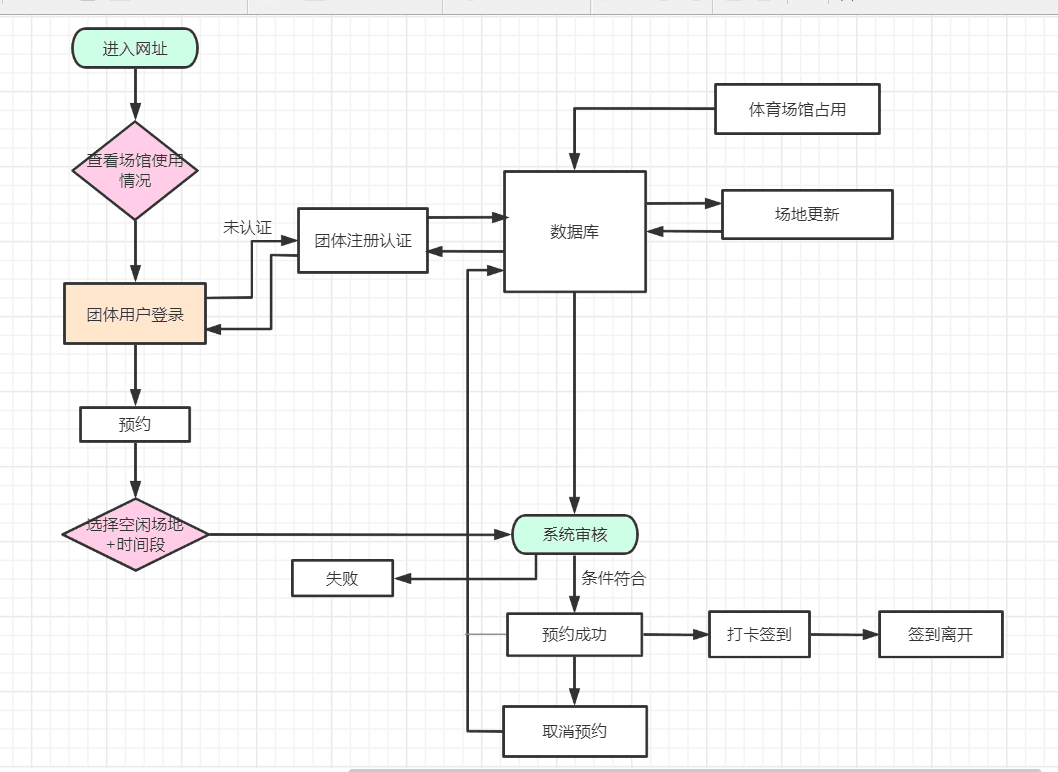 进入网址
体育场馆占用
查看场馆使用
情况
场地更新
未认证
团体注册认证
数据库
团体用户登录
预约
选择空闲场地
+时间段
系统审核
失败
条件符合
预约成功
打卡签到
签到离开
取消预约